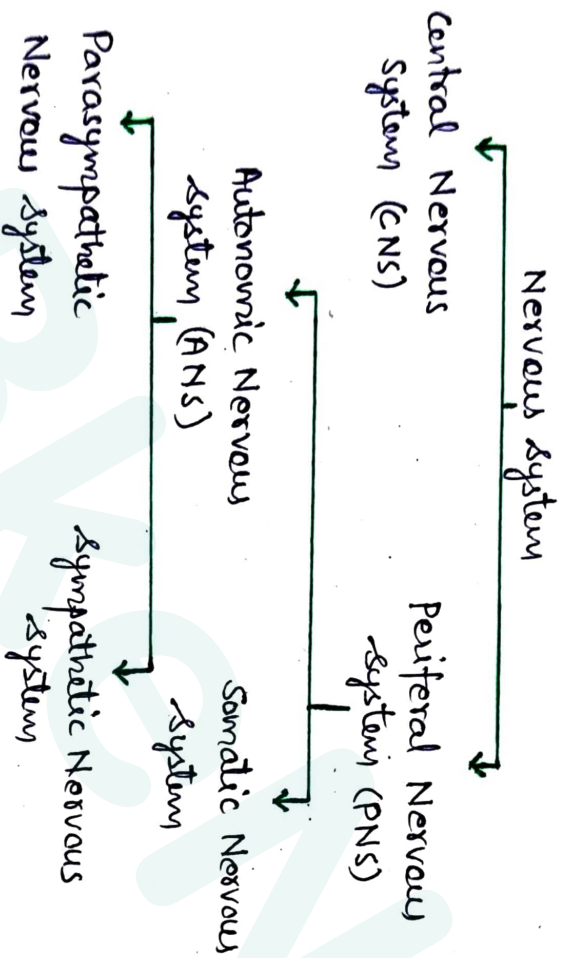 Nervous System
Central Nervous
System (CNS)
Periferal Nervous
System (PNS)
Autonomic Nervous
System (ANS)
Somatic Nervous
System
Parasympathetic
Nervous System
Sympathetic Nervous
System